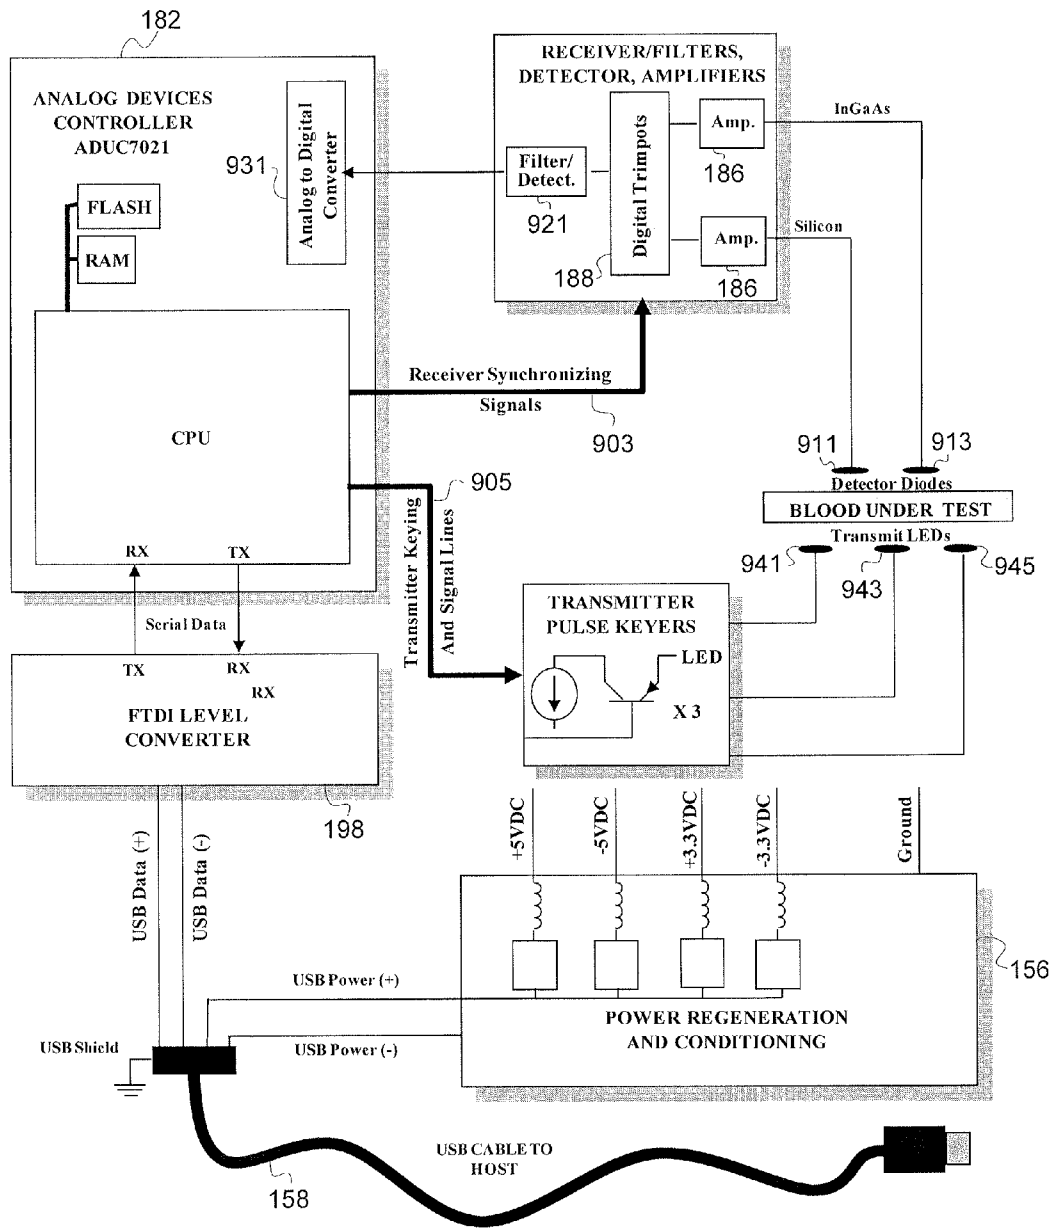 182
ANALOG DEVICES
CONTROLLER
ADUC7021
FLASH
RAM
931
Analog to Digital
Converter
CPU
RX
TX
RECEIVER/FILTERS,
DETECTOR, AMPLIFIERS
Filter/
Detect.
921
Digital Trimpots
188
Amp.
186
Amp.
186
InGaAs
Silicon
Receiver Synchronizing
Signals
903
905
Transmitter Keying
And Signal Lines
911
913
Detector Diodes
BLOOD UNDER TEST
Transmit LEDs
941
943
945
TRANSMITTER
PULSE KEYERS
LED
X 3
Serial Data
TX
RX
RX
FTDI LEVEL
CONVERTER
198
USB Data (+)
USB Data (-)
+5VDC
-5VDC
+3.3VDC
-3.3VDC
Ground
156
USB Power (+)
POWER REGENERATION
AND CONDITIONING
USB Power (-)
USB Shield
USB CABLE TO
HOST
158